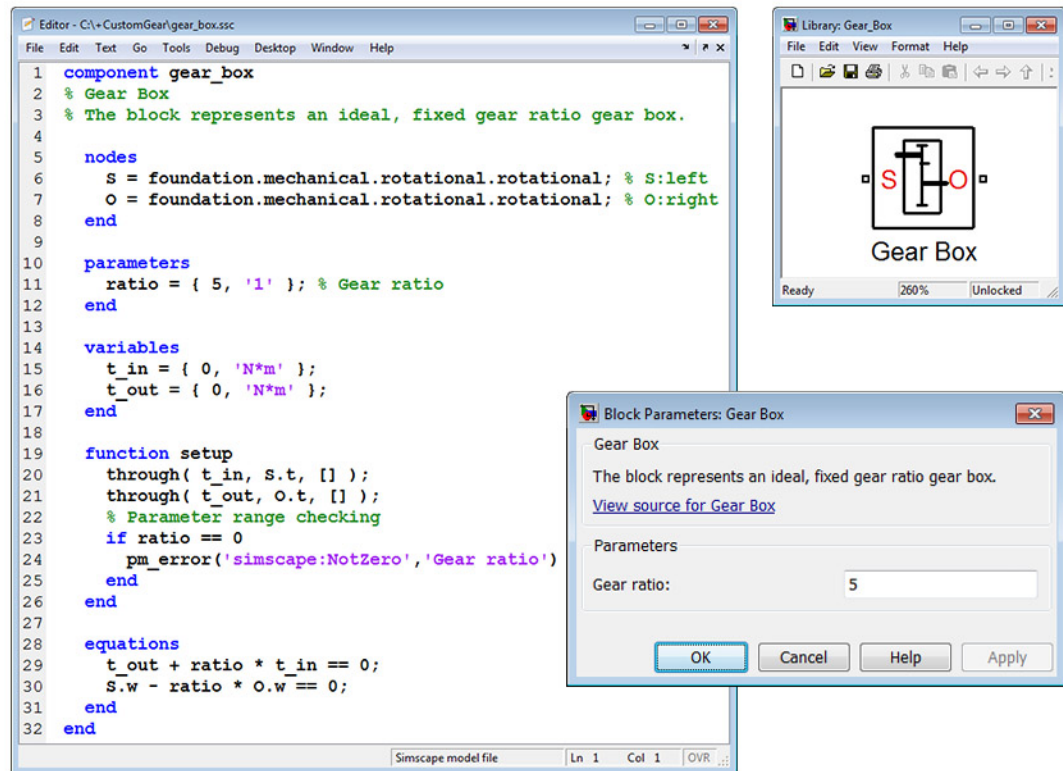 Editor - C:\+CustomGear\gear_box.ssc
File Edit Text Go Tools Debug Desktop Window Help
1 component gear_box
2 % Gear Box
3 % The block represents an ideal, fixed gear ratio gear box.
4
5 nodes
6 S = foundation.mechanical.rotational.rotational; % S:left
7 O = foundation.mechanical.rotational.rotational; % O:right
8 end
9
10 parameters
11 ratio = { 5, '1' }; % Gear ratio
12 end
13
14 variables
15 t_in = { 0, 'N*m' };
16 t_out = { 0, 'N*m' };
17 end
18
19 function setup
20 through( t_in, S.t, [] );
21 through( t_out, O.t, [] );
22 % Parameter range checking
23 if ratio == 0
24 pm_error('simscape:NotZero','Gear ratio')
25 end
26 end
27
28 equations
29 t_out + ratio * t_in == 0;
30 S.w - ratio * O.w == 0;
31 end
32 end
Simscape model file Ln 1 Col 1 OVR
Library: Gear_Box
File Edit View Format Help
S O
Gear Box
Ready 260% Unlocked
Block Parameters: Gear Box
Gear Box
The block represents an ideal, fixed gear ratio gear box.
View source for Gear Box
Parameters
Gear ratio: 5
OK Cancel Help Apply